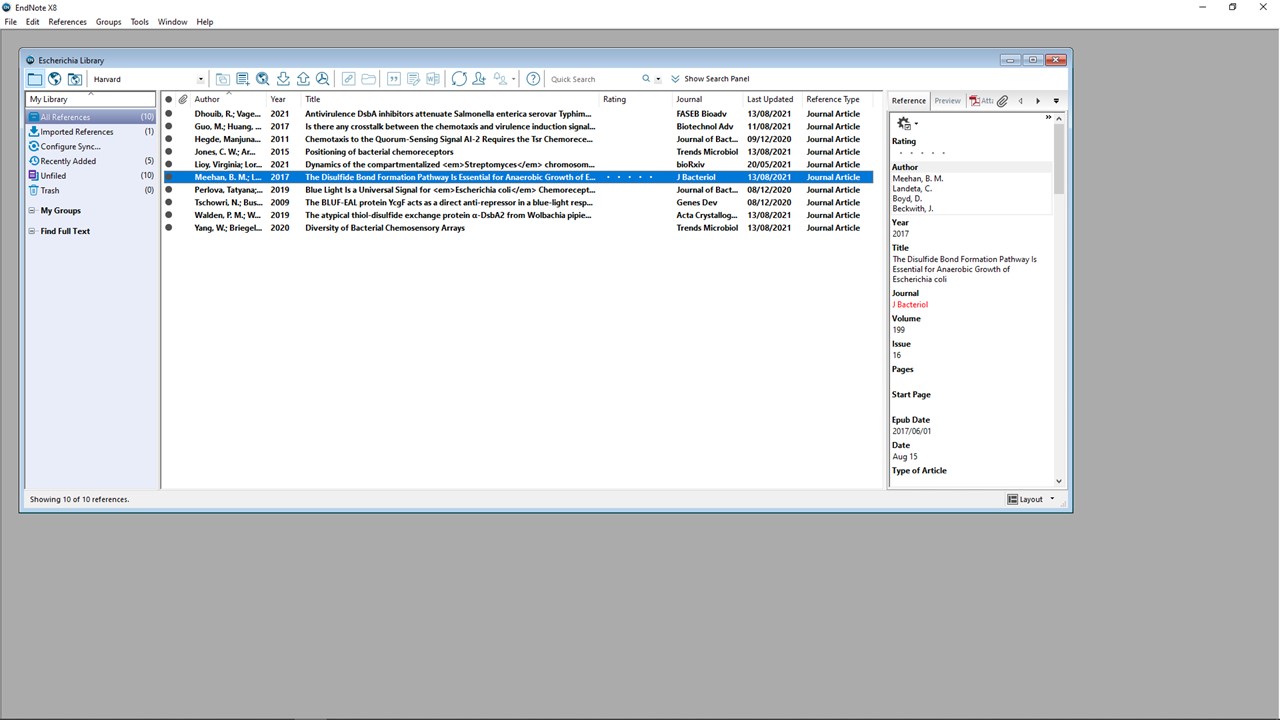 EndNote X8
File Edit References Groups Tools Window Help
Escherichia Library
Harvard
Quick Search
Show Search Panel
My Library
All References (10)
Imported References (1)
Configure Sync...
Recently Added (5)
Unfiled (10)
Trash (0)
My Groups
Find Full Text
Author Year Title Rating Journal Last Updated Reference Type
Dhouib, R.; Vage... 2021 Antivirulence DsbA inhibitors attenuate Salmonella enterica serovar Typhim... FASEB Bioadv 13/08/2021 Journal Article
Guo, M.; Huang, ... 2017 Is there any crosstalk between the chemotaxis and virulence induction signal... Biotechnol Adv 11/08/2021 Journal Article
Hegde, Manjuna... 2011 Chemotaxis to the Quorum-Sensing Signal AI-2 Requires the Tsr Chemorece... Journal of Bact... 09/12/2020 Journal Article
Jones, C. W.; Ar... 2015 Positioning of bacterial chemoreceptors Trends Microbiol 13/08/2021 Journal Article
Lioy, Virginia; Lor... 2021 Dynamics of the compartmentalized <em>Streptomyces</em> chromosom... bioRxiv 20/05/2021 Journal Article
Meehan, B. M.; L... 2017 The Disulfide Bond Formation Pathway Is Essential for Anaerobic Growth of E... J Bacteriol 13/08/2021 Journal Article
Perlova, Tatyana;... 2019 Blue Light Is a Universal Signal for <em>Escherichia coli</em> Chemorecept... Journal of Bact... 08/12/2020 Journal Article
Tschowri, N.; Bus... 2009 The BLUF-EAL protein YcgF acts as a direct anti-repressor in a blue-light resp... Genes Dev 08/12/2020 Journal Article
Walden, P. M.; W... 2019 The atypical thiol-disulfide exchange protein α-DsbA2 from Wolbachia pipie... Acta Crystallog... 13/08/2021 Journal Article
Yang, W.; Briegel... 2020 Diversity of Bacterial Chemosensory Arrays Trends Microbiol 13/08/2021 Journal Article
Reference Preview Att
Rating
Author
Meehan, B. M.
Landeta, C.
Boyd, D.
Beckwith, J.
Year
2017
Title
The Disulfide Bond Formation Pathway Is
Essential for Anaerobic Growth of
Escherichia coli
Journal
J Bacteriol
Volume
199
Issue
16
Pages
Start Page
Epub Date
2017/06/01
Date
Aug 15
Type of Article
Showing 10 of 10 references.
Layout